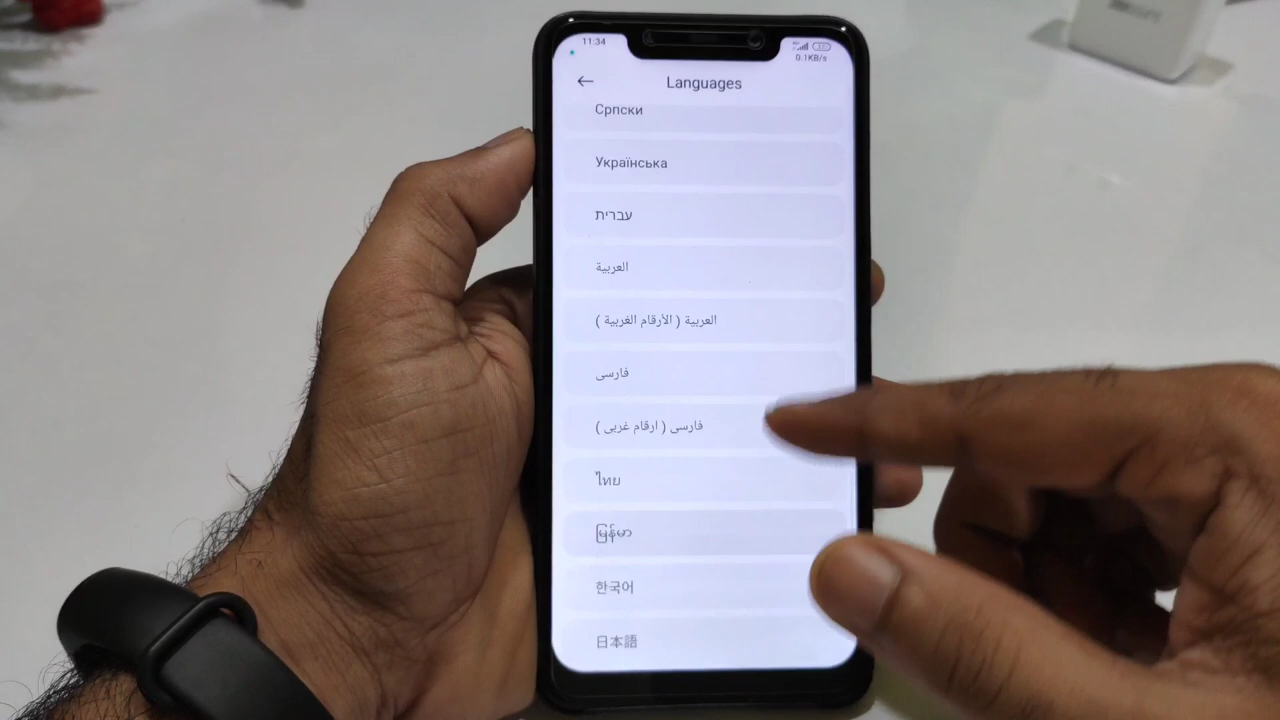 11:34
0.1KB/s
Languages
Српски
Українська
עברית
العربية
العربية ( الأرقام الغربية )
فارسی
فارسی ( ارقام غربی )
ไทย
မြန်မာ
한국어
日本語